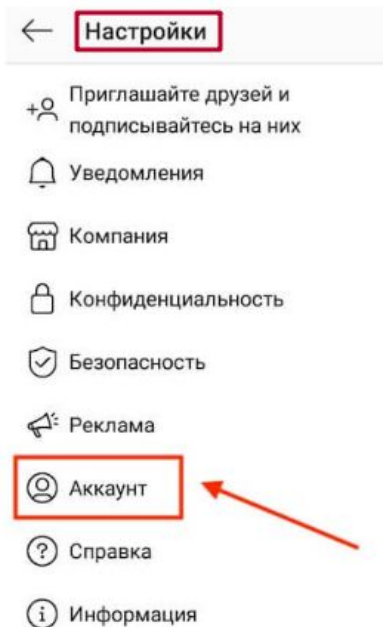 Настройки
Приглашайте друзей и
подписывайтесь на них
Уведомления
Компания
Конфиденциальность
Безопасность
Реклама
Аккаунт
Справка
Информация